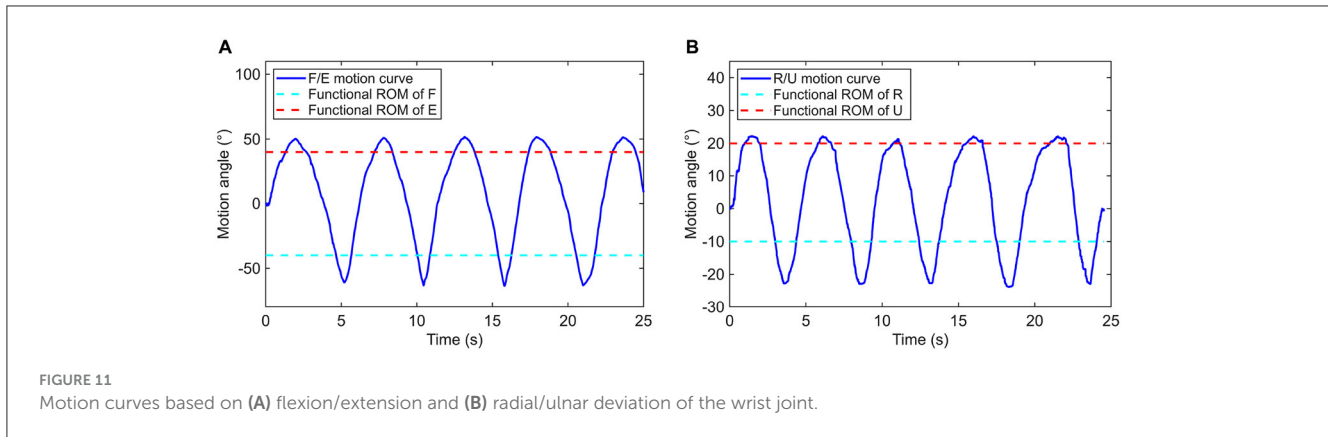 A
F/E motion curve
Functional ROM of F
Functional ROM of E
Motion angle (°)
100
50
0
-50
0 5 10 15 20 25
Time (s)
B
R/U motion curve
Functional ROM of R
Functional ROM of U
Motion angle (°)
40
30
20
10
0
-10
-20
-30
0 5 10 15 20 25
Time (s)
FIGURE 11
Motion curves based on (A) flexion/extension and (B) radial/ulnar deviation of the wrist joint.